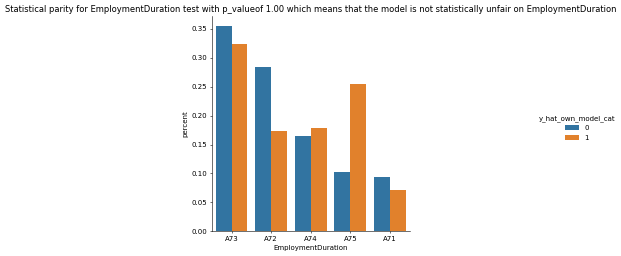 Statistical parity for EmploymentDuration test with p_valueof 1.00 which means that the model is not statistically unfair on EmploymentDuration
0.35
0.30
0.25
0.20
0.15
0.10
0.05
0.00
percent
A73 A72 A74 A75 A71
EmploymentDuration
y_hat_own_model_cat
0
1